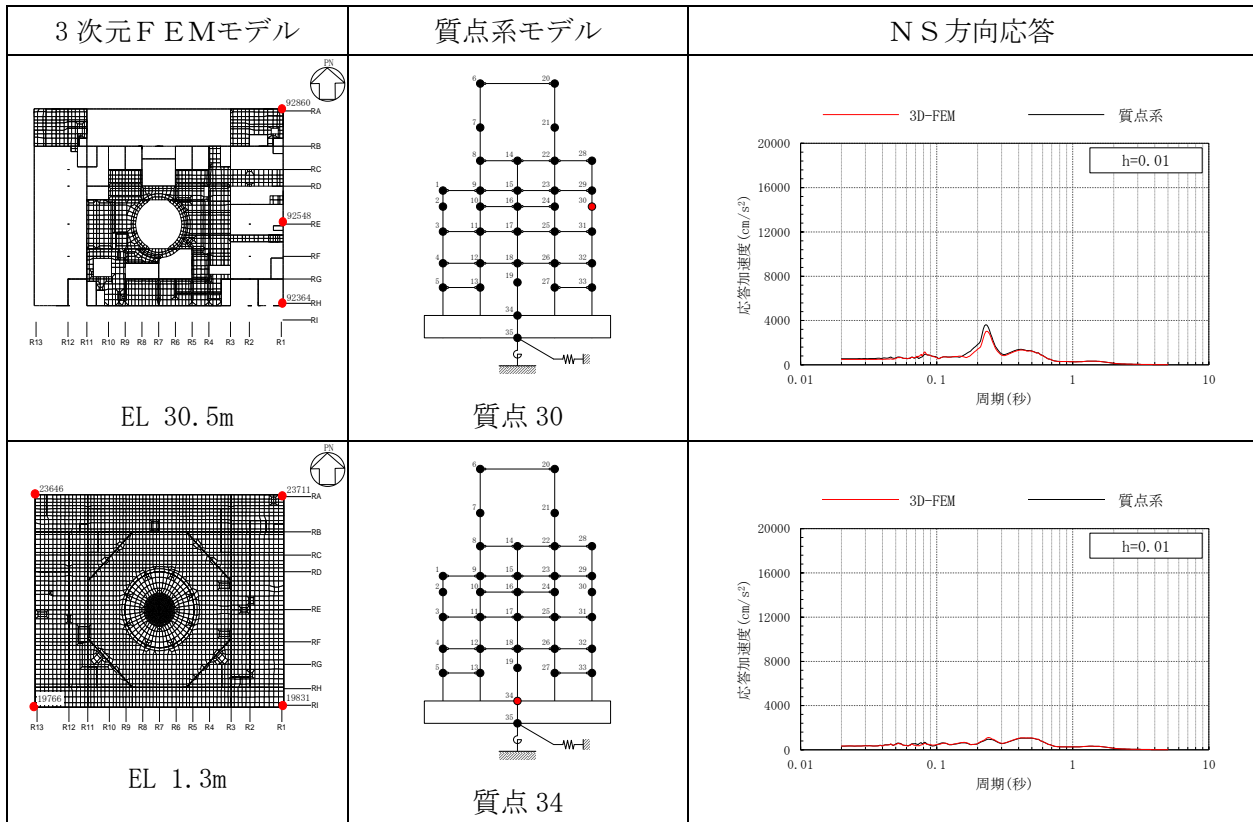 3次元ＦＥＭモデル
質点系モデル
ＮＳ方向応答
PN
92860
RA
RB
RC
RD
92548
RE
RF
RG
92364
RH
RI
R13 R12 R11 R10 R9 R8 R7 R6 R5 R4 R3 R2 R1
EL 30.5m
6 20
7 21
8 14 22 28
1 9 15 23 29
2 10 16 24 30
3 11 17 25 31
4 12 18 26 32
5 13 19 27 33
34
35
質点 30
3D-FEM 質点系
h=0.01
応答加速度(cm/s²)
20000
16000
12000
8000
4000
0
0.01 0.1 1 10
周期(秒)
PN
23646 23711
RA
RB
RC
RD
RE
RF
RG
RH
19766 19831
RI
R13 R12 R11 R10 R9 R8 R7 R6 R5 R4 R3 R2 R1
EL 1.3m
6 20
7 21
8 14 22 28
1 9 15 23 29
2 10 16 24 30
3 11 17 25 31
4 12 18 26 32
5 13 19 27 33
34
35
質点 34
3D-FEM 質点系
h=0.01
応答加速度(cm/s²)
20000
16000
12000
8000
4000
0
0.01 0.1 1 10
周期(秒)